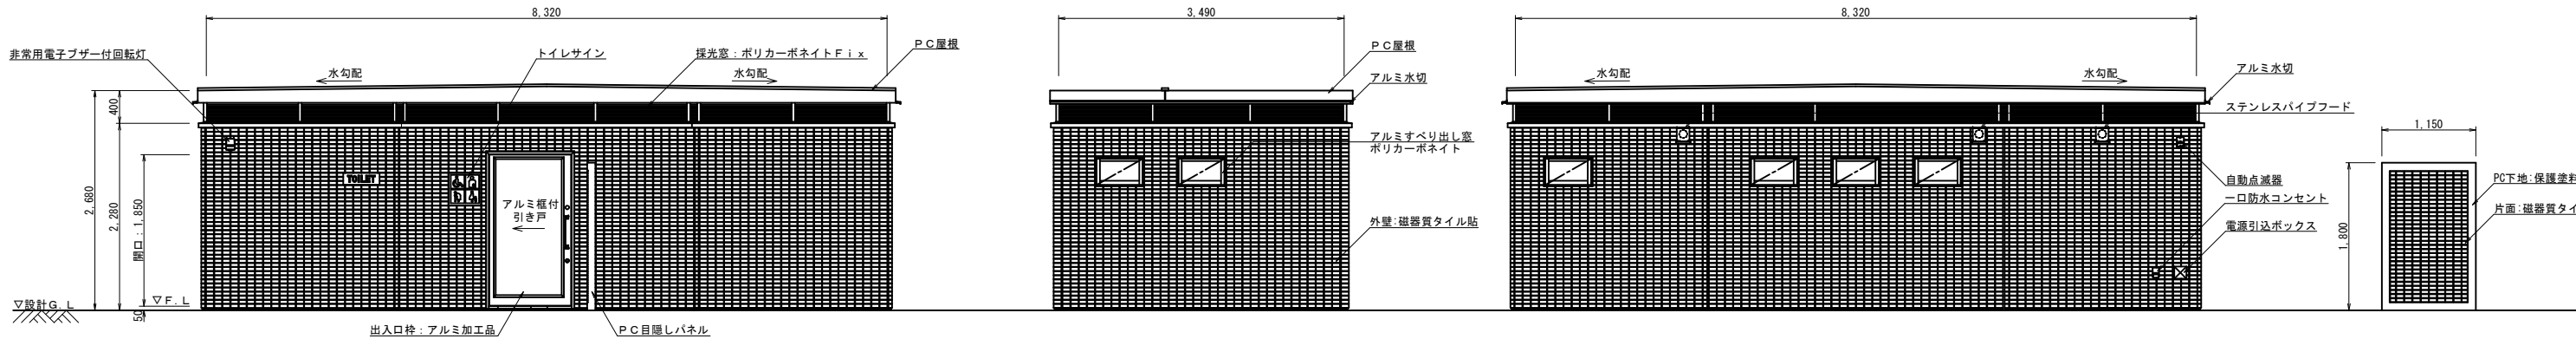 8,320
非常用電子ブザー付回転灯
トイレサイン
採光窓：ポリカーボネイトＦｉｘ
ＰＣ屋根
水勾配
水勾配
400
2,680
2,280
開口：1,850
TOILET
アルミ框付
引き戸
▽設計G.L
▽F.L
50
出入口枠：アルミ加工品
ＰＣ目隠しパネル
3,490
ＰＣ屋根
アルミ水切
アルミすべり出し窓
ポリカーボネイト
外壁:磁器質タイル貼
8,320
水勾配
水勾配
アルミ水切
ステンレスパイプフード
自動点滅器
一口防水コンセント
電源引込ボックス
1,150
1,800
PC下地:保護塗料
片面:磁器質タイ